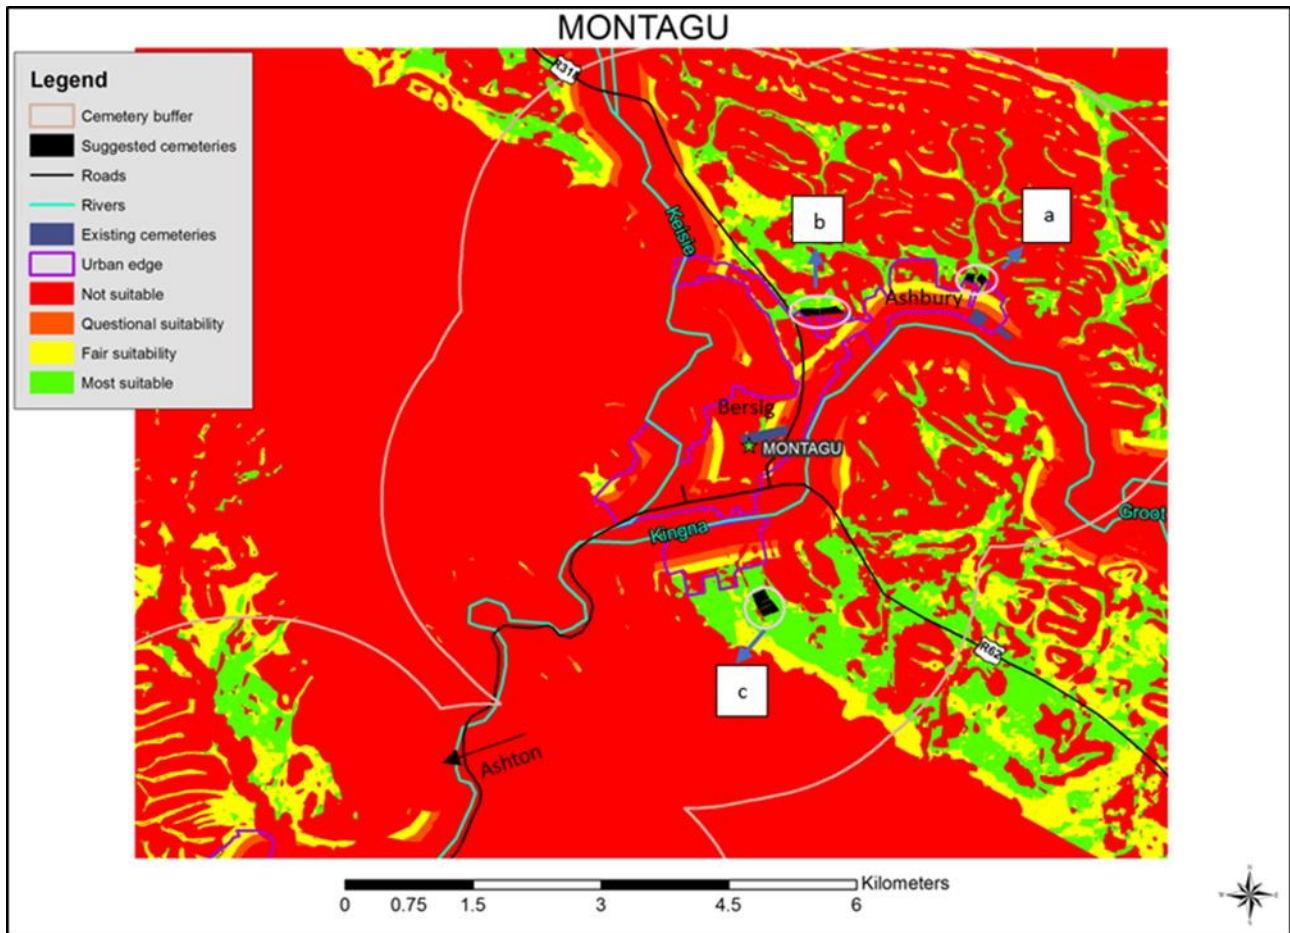 MONTAGU
Legend
Cemetery buffer
Suggested cemeteries
Roads
Rivers
Existing cemeteries
Urban edge
Not suitable
Questional suitability
Fair suitability
Most suitable
Keisie
b
a
Ashbury
Bersig
MONTAGU
Groot
Kingna
R62
c
Ashton
Kilometers
0 0.75 1.5 3 4.5 6